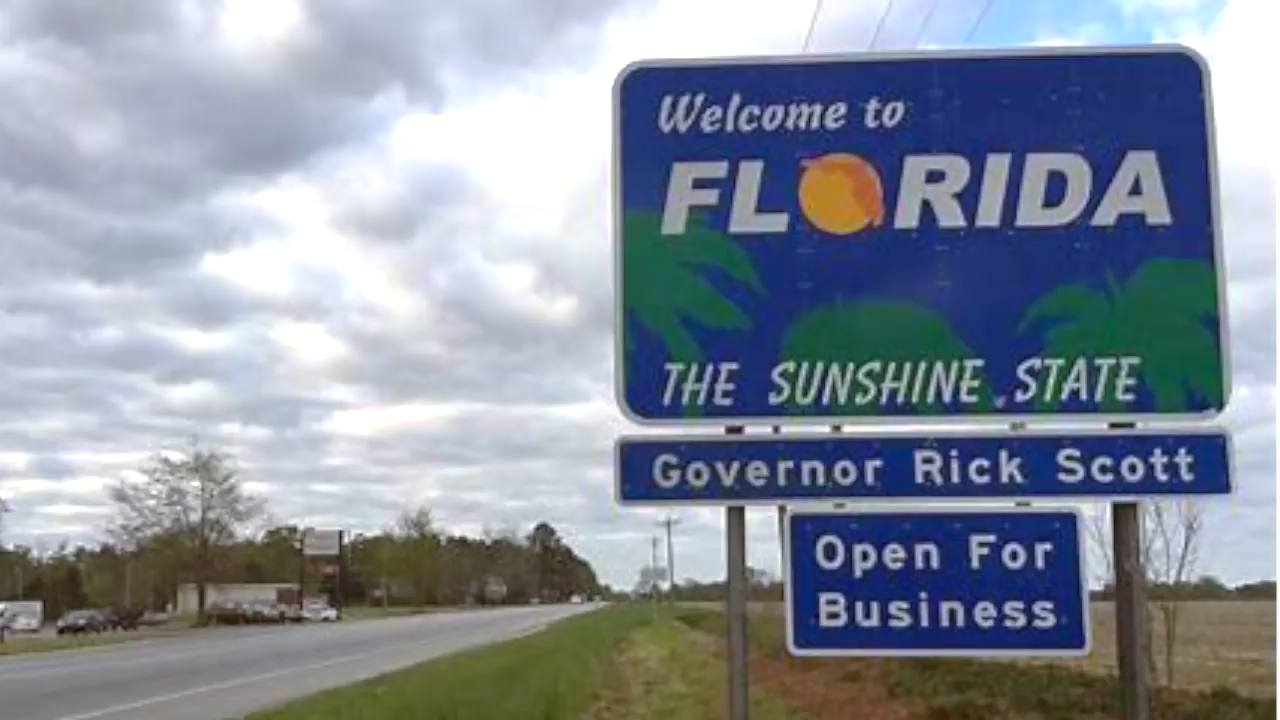 Welcome to
FLORIDA
THE SUNSHINE STATE
Governor Rick Scott
Open For
Business